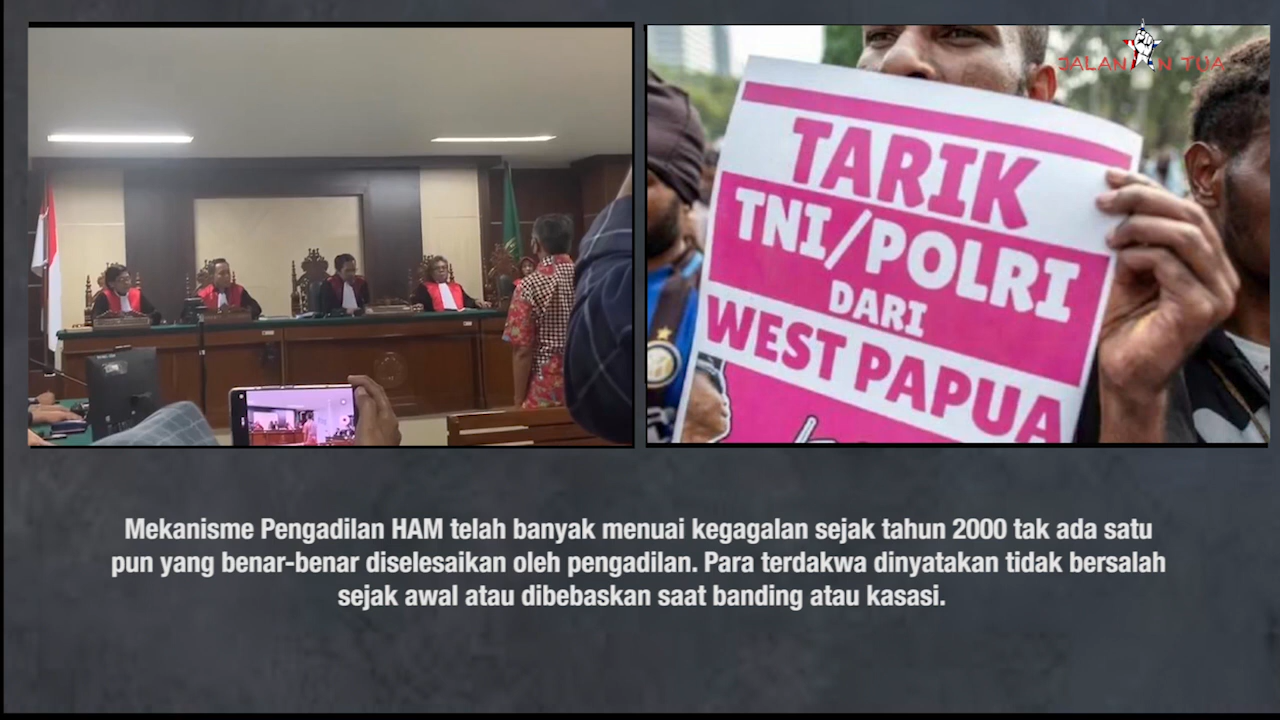 JALANAN TUA
TARIK
TNI/POLRI
DARI
WEST PAPUA
Mekanisme Pengadilan HAM telah banyak menuai kegagalan sejak tahun 2000 tak ada satu
pun yang benar-benar diselesaikan oleh pengadilan. Para terdakwa dinyatakan tidak bersalah
sejak awal atau dibebaskan saat banding atau kasasi.